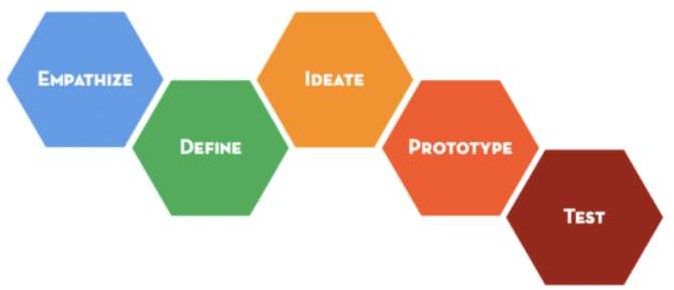 Empathize
Define
Ideate
Prototype
Test